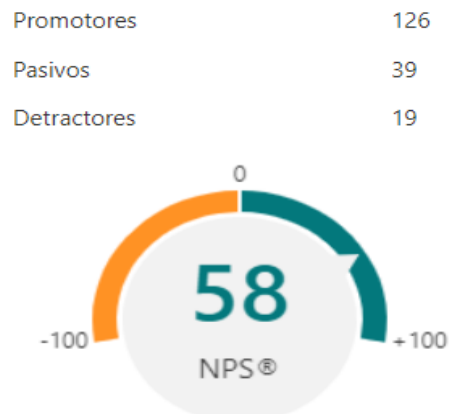 Promotores 126
Pasivos 39
Detractores 19
0
58
-100 +100
NPS®